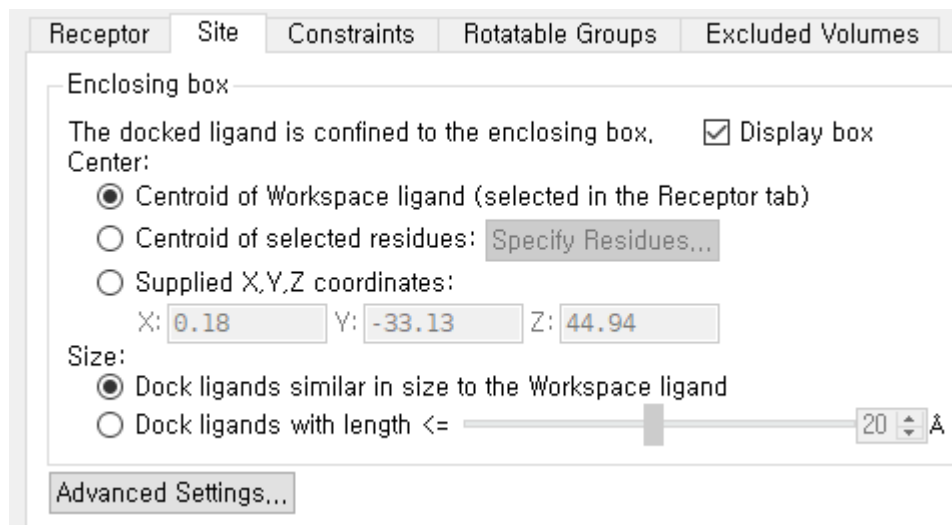 Receptor Site Constraints Rotatable Groups Excluded Volumes
Enclosing box
The docked ligand is confined to the enclosing box, Display box
Center:
Centroid of Workspace ligand (selected in the Receptor tab)
Centroid of selected residues: Specify Residues...
Supplied X,Y,Z coordinates:
X: 0.18 Y: -33.13 Z: 44.94
Size:
Dock ligands similar in size to the Workspace ligand
Dock ligands with length <= 20 Å
Advanced Settings...